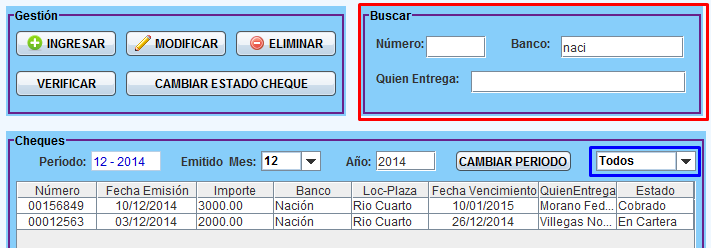 Gestión
INGRESAR MODIFICAR ELIMINAR
VERIFICAR CAMBIAR ESTADO CHEQUE
Buscar
Número: Banco: naci
Quien Entrega:
Cheques
Período: 12 - 2014 Emitido Mes: 12 Año: 2014 CAMBIAR PERIODO Todos
Número Fecha Emisión Importe Banco Loc-Plaza Fecha Vencimiento QuienEntrega Estado
00156849 10/12/2014 3000.00 Nación Rio Cuarto 10/01/2015 Morano Fed... Cobrado
00012563 03/12/2014 2000.00 Nación Rio Cuarto 26/12/2014 Villegas No... En Cartera